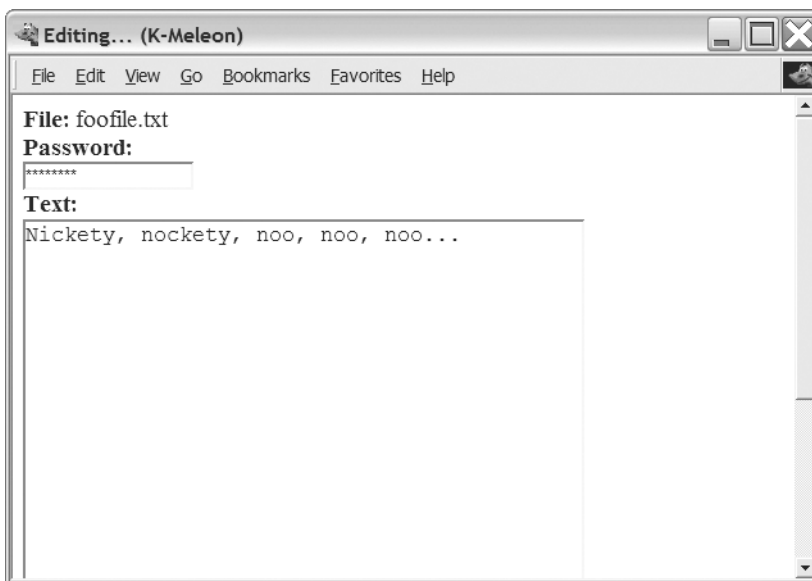 Editing... (K-Meleon)
File Edit View Go Bookmarks Favorites Help
File: foofile.txt
Password:
********
Text:
Nickety, nockety, noo, noo, noo...